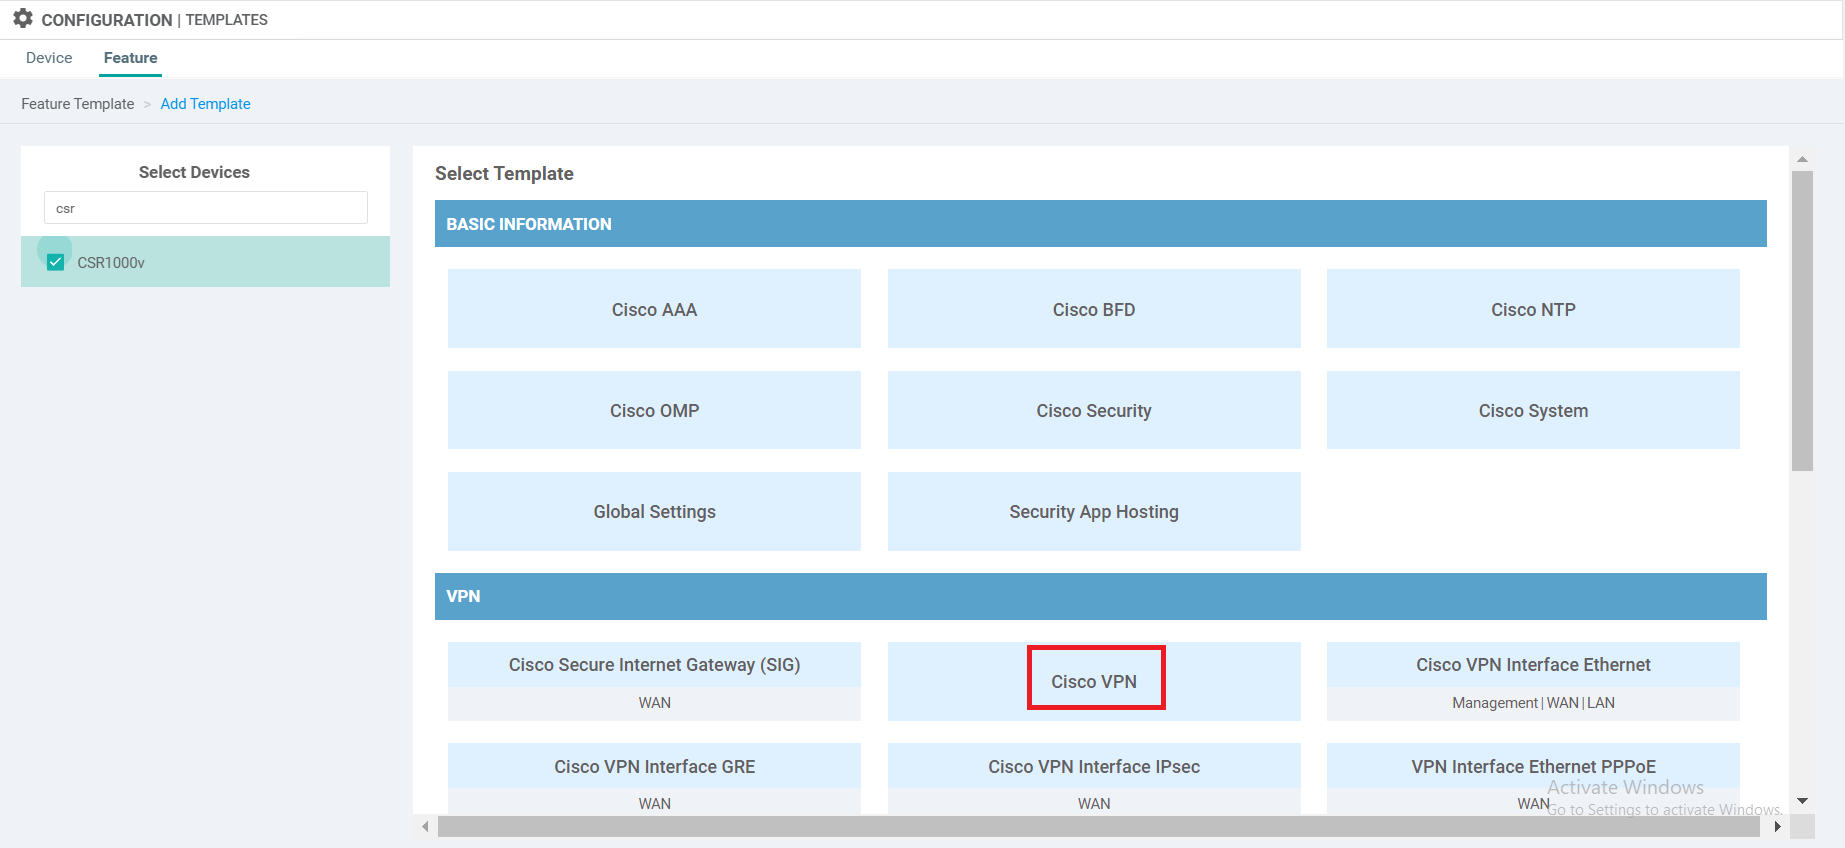 CONFIGURATION | TEMPLATES
Device Feature
Feature Template > Add Template
Select Devices
csr
CSR1000v
Select Template
BASIC INFORMATION
Cisco AAA Cisco BFD Cisco NTP
Cisco OMP Cisco Security Cisco System
Global Settings Security App Hosting
VPN
Cisco Secure Internet Gateway (SIG) Cisco VPN Cisco VPN Interface Ethernet
WAN Management | WAN | LAN
Cisco VPN Interface GRE Cisco VPN Interface IPsec VPN Interface Ethernet PPPoE
WAN WAN WAN
Activate Windows
Go to Settings to activate Windows.